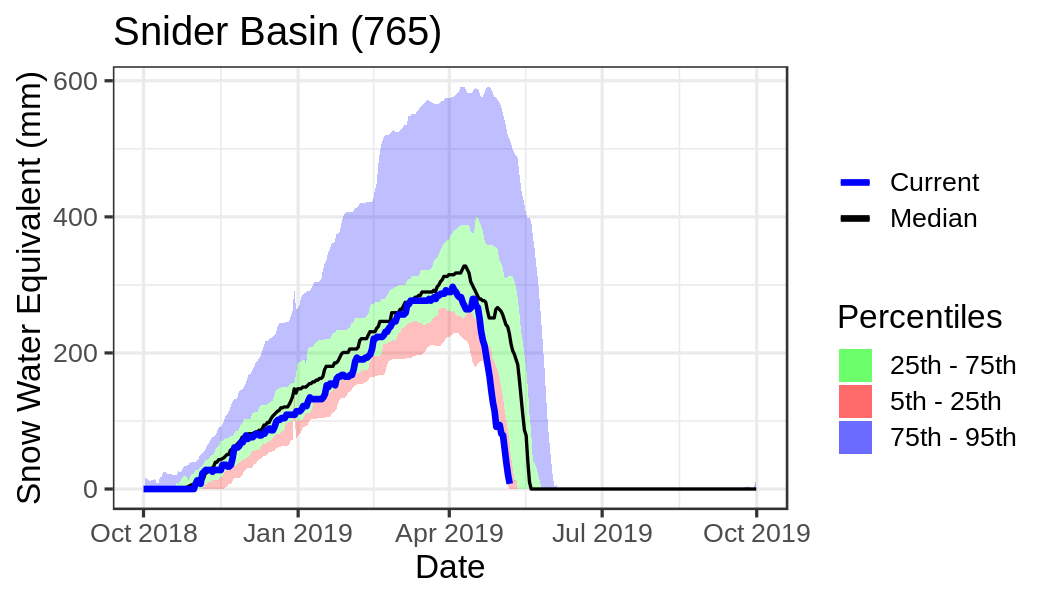 Snider Basin (765)
Snow Water Equivalent (mm)
600
400
200
0
Oct 2018
Jan 2019
Apr 2019
Jul 2019
Oct 2019
Date
Current
Median
Percentiles
25th - 75th
5th - 25th
75th - 95th